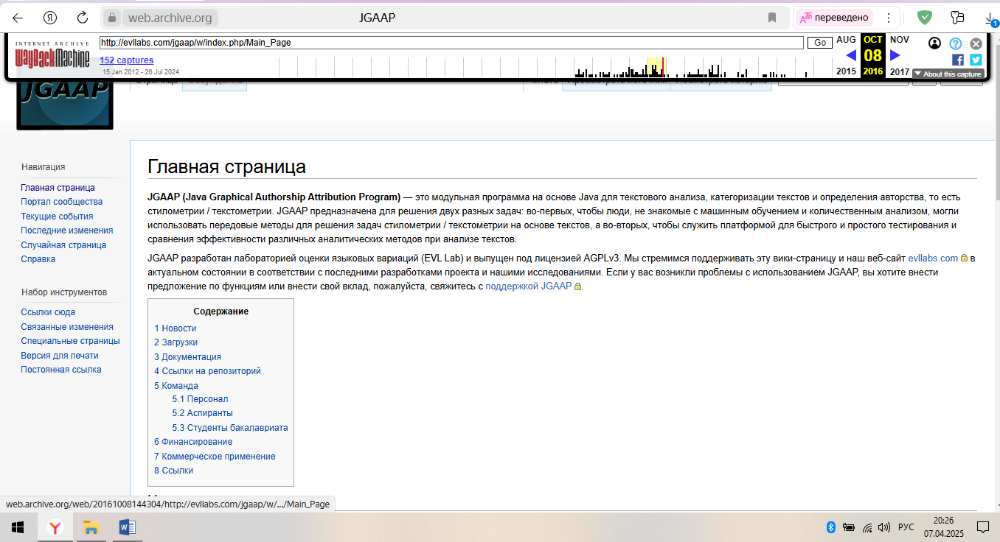 web.archive.org
JGAAP
переведено
1
INTERNET ARCHIVE
WayBackMachine
http://evllabs.com/jgaap/w/index.php/Main_Page
Go
152 captures
15 Jan 2012 - 26 Jul 2024
AUG OCT NOV
08
2015 2016 2017
About this capture
JGAAP
Страница Обсуждение
Читать Просмотреть источник Посмотреть историю
Навигация
Главная страница
Портал сообщества
Текущие события
Последние изменения
Случайная страница
Справка
Набор инструментов
Ссылки сюда
Связанные изменения
Специальные страницы
Версия для печати
Постоянная ссылка
Главная страница
JGAAP (Java Graphical Authorship Attribution Program) — это модульная программа на основе Java для текстового анализа, категоризации текстов и определения авторства, то есть
стилометрии / текстометрии. JGAAP предназначена для решения двух разных задач: во-первых, чтобы люди, не знакомые с машинным обучением и количественным анализом, могли
использовать передовые методы для решения задач стилометрии / текстометрии на основе текстов, а во-вторых, чтобы служить платформой для быстрого и простого тестирования и
сравнения эффективности различных аналитических методов при анализе текстов.
JGAAP разработан лабораторией оценки языковых вариаций (EVL Lab) и выпущен под лицензией AGPLv3. Мы стремимся поддерживать эту вики-страницу и наш веб-сайт evllabs.com в
актуальном состоянии в соответствии с последними разработками проекта и нашими исследованиями. Если у вас возникли проблемы с использованием JGAAP, вы хотите внести
предложение по функциям или внести свой вклад, пожалуйста, свяжитесь с поддержкой JGAAP.
Содержание
1 Новости
2 Загрузки
3 Документация
4 Ссылки на репозиторий
5 Команда
5.1 Персонал
5.2 Аспиранты
5.3 Студенты бакалавриата
6 Финансирование
7 Коммерческое применение
8 Ссылки
web.archive.org/web/20161008144304/http://evllabs.com/jgaap/w/.../Main_Page
РУС
20:26
07.04.2025